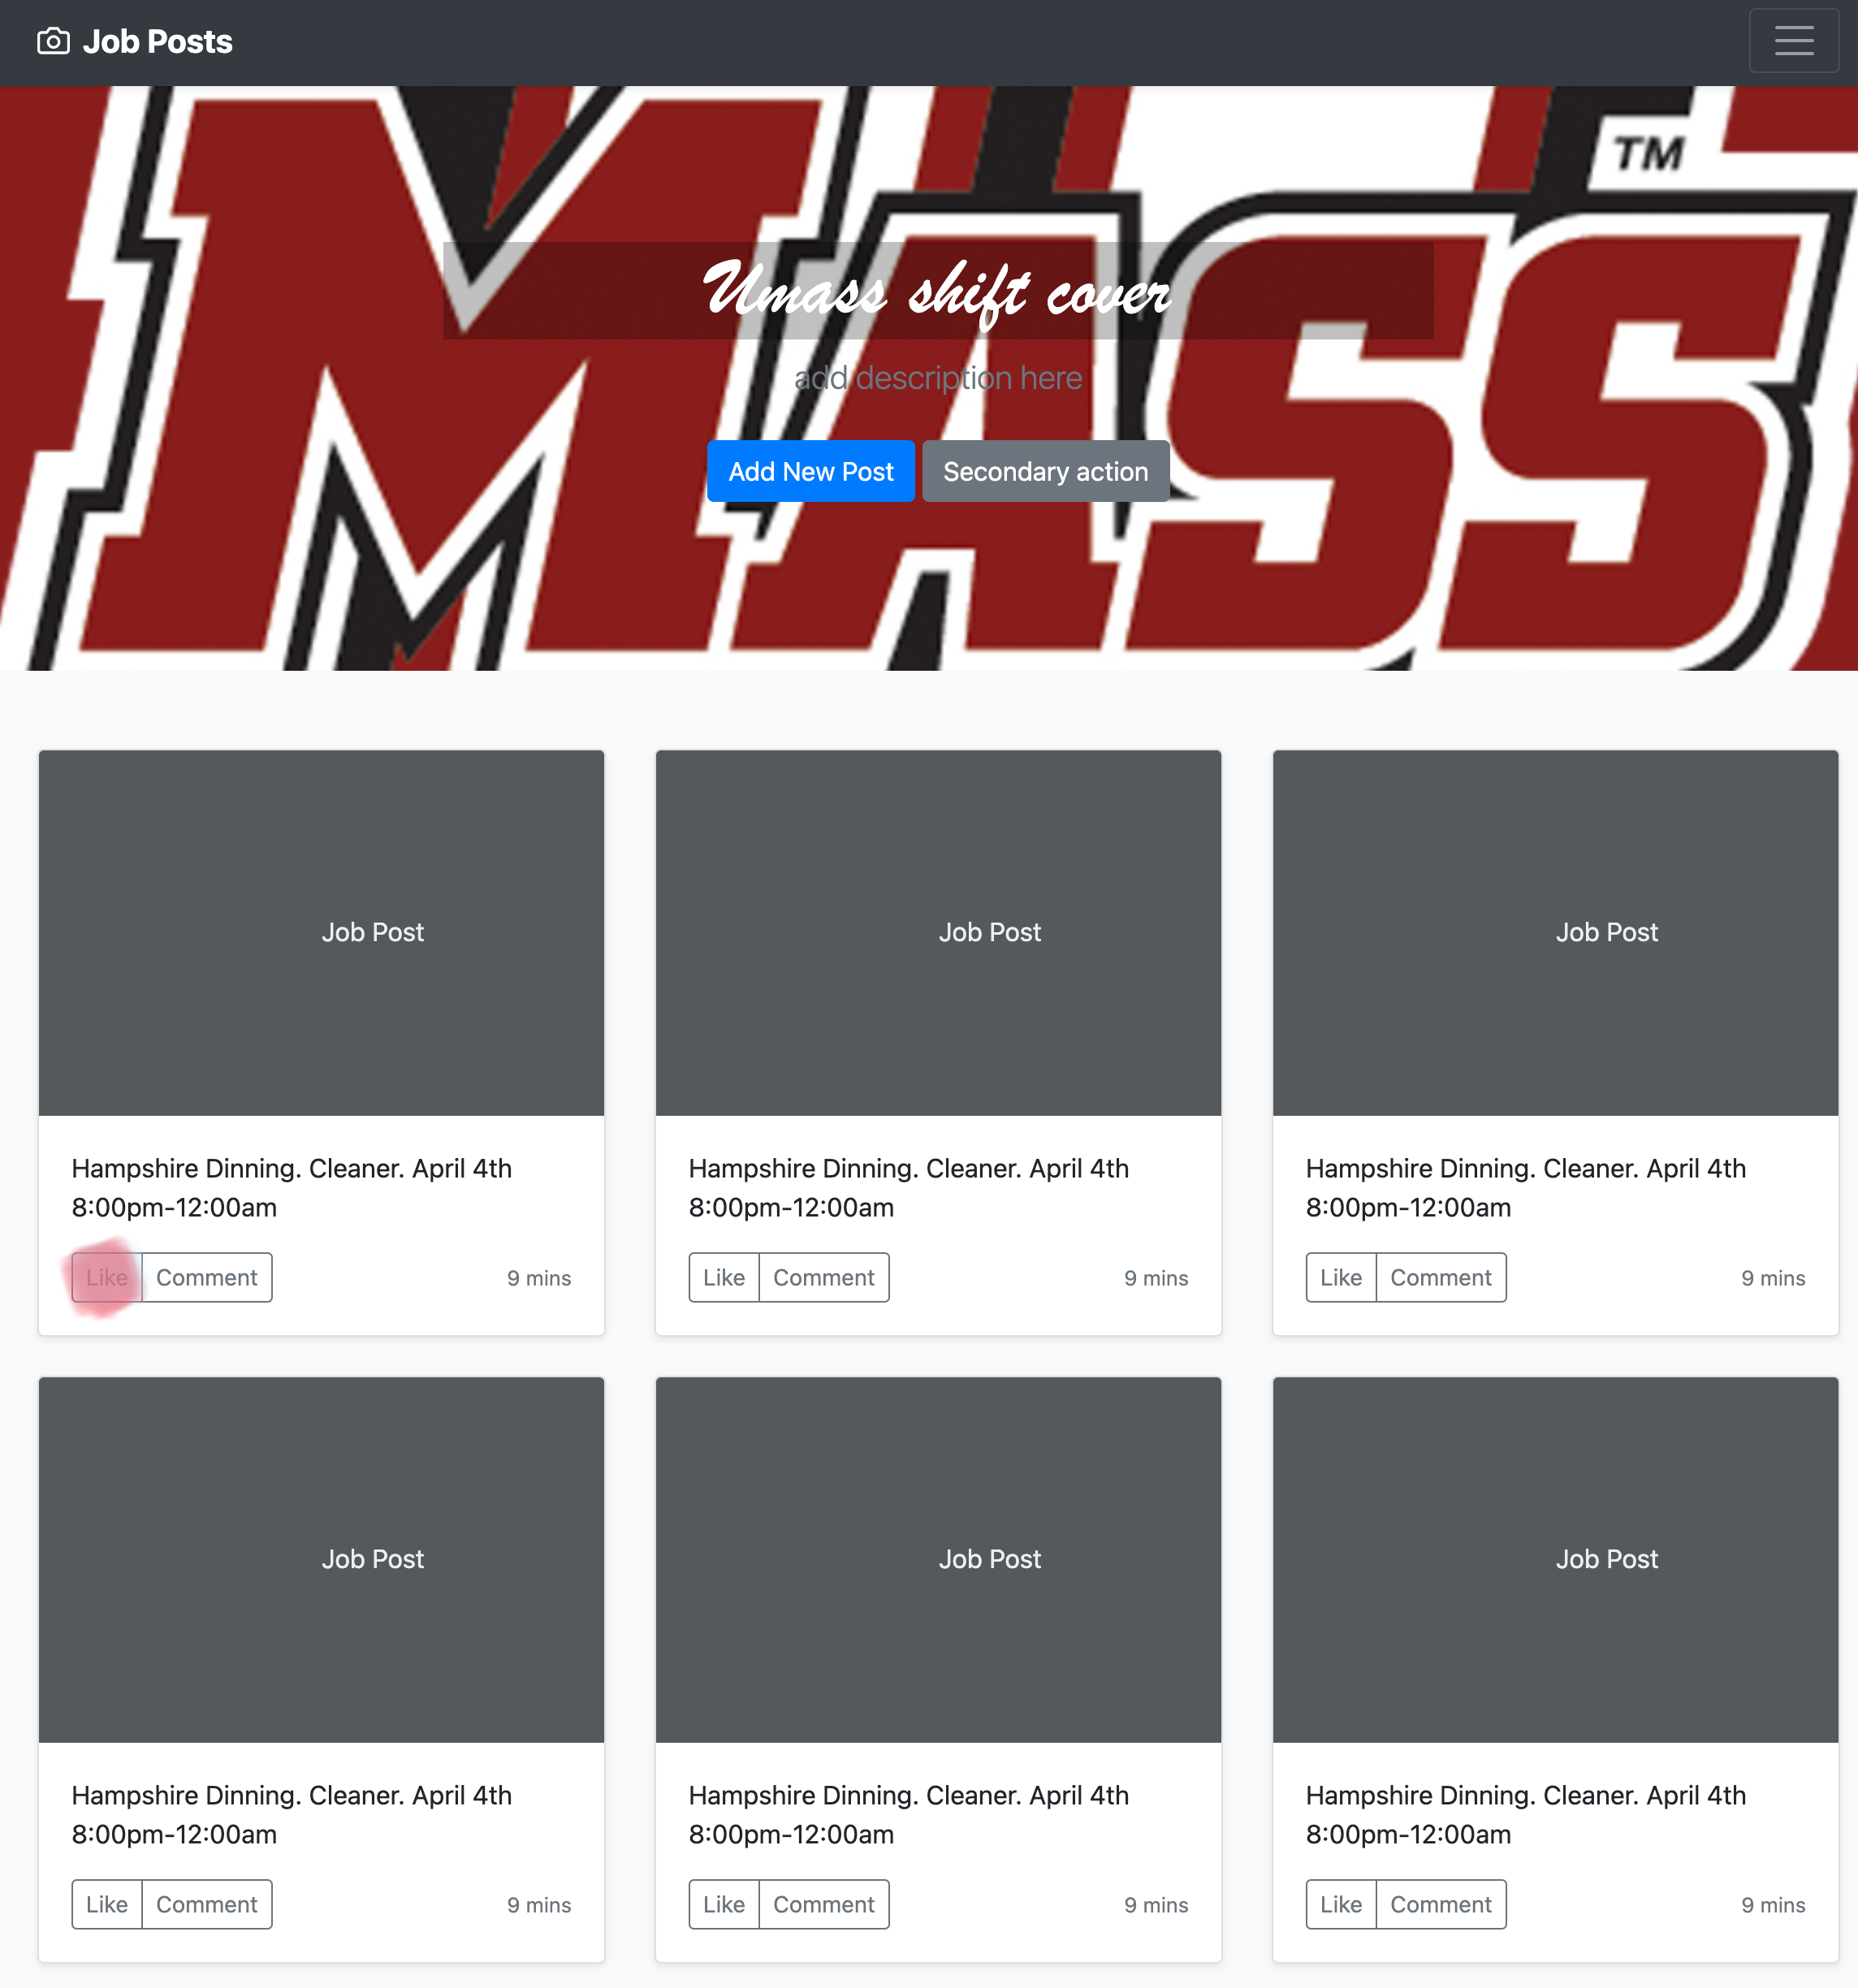 Job Posts
MASS
TM
Umass shift cover
add description here
Add New Post Secondary action
Job Post Job Post Job Post
Hampshire Dinning. Cleaner. April 4th
8:00pm-12:00am
Like Comment 9 mins
Hampshire Dinning. Cleaner. April 4th
8:00pm-12:00am
Like Comment 9 mins
Hampshire Dinning. Cleaner. April 4th
8:00pm-12:00am
Like Comment 9 mins
Job Post Job Post Job Post
Hampshire Dinning. Cleaner. April 4th
8:00pm-12:00am
Like Comment 9 mins
Hampshire Dinning. Cleaner. April 4th
8:00pm-12:00am
Like Comment 9 mins
Hampshire Dinning. Cleaner. April 4th
8:00pm-12:00am
Like Comment 9 mins